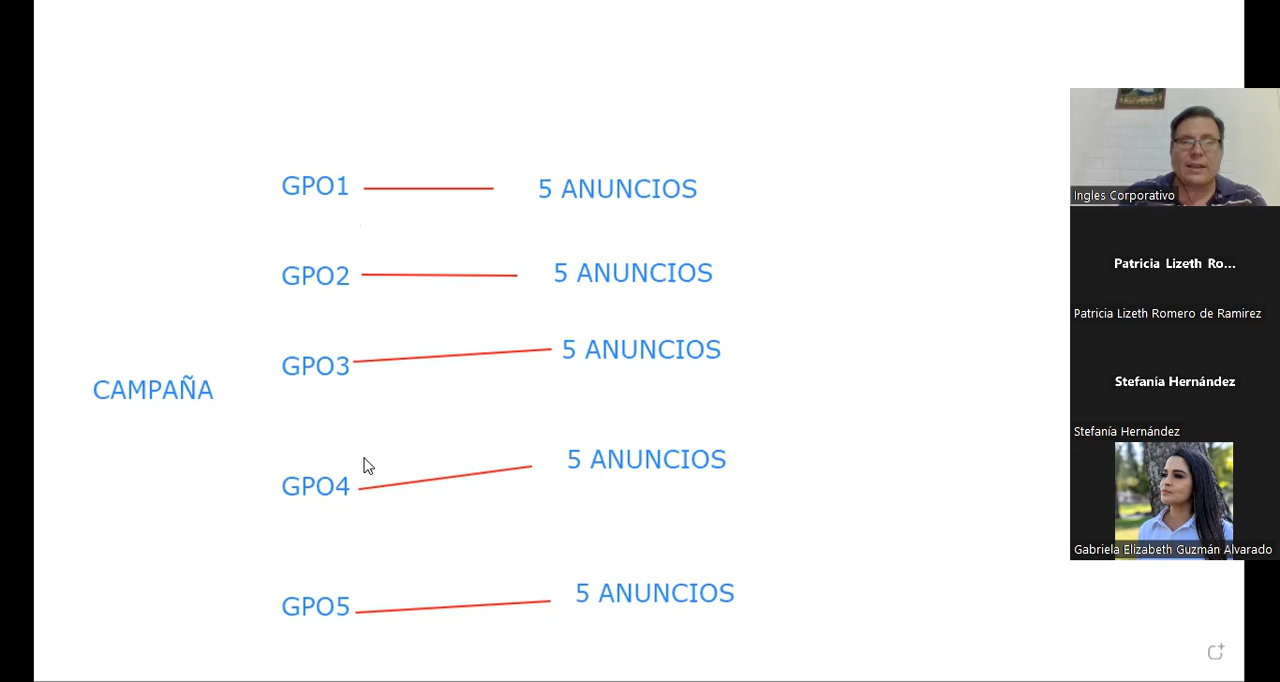 GPO1 5 ANUNCIOS
GPO2 5 ANUNCIOS
GPO3 5 ANUNCIOS
CAMPAÑA
GPO4 5 ANUNCIOS
GPO5 5 ANUNCIOS
Ingles Corporativo
Patricia Lizeth Ro...
Patricia Lizeth Romero de Ramirez
Stefanía Hernández
Stefanía Hernández
Gabriela Elizabeth Guzmán Alvarado